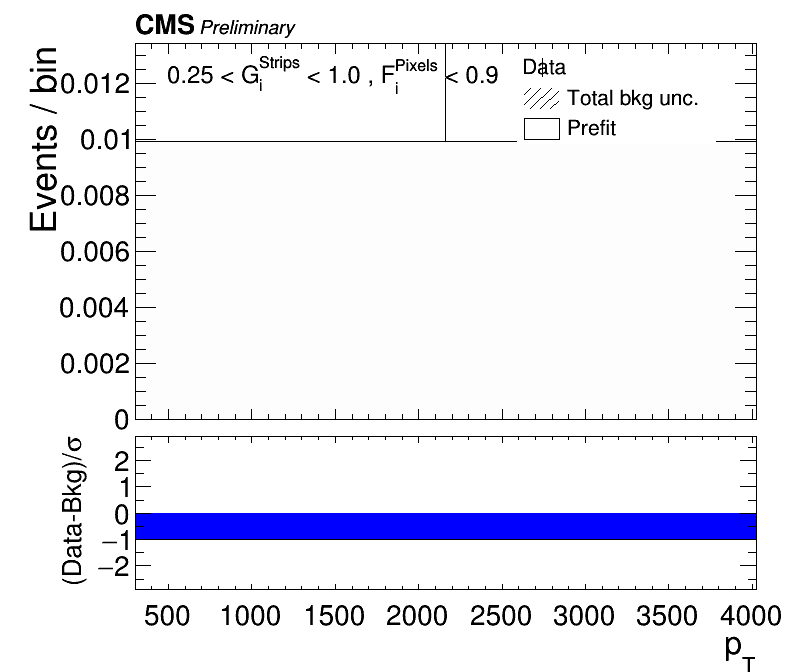 CMS Preliminary
0.25 < G_i^Strips < 1.0 , F_i^Pixels < 0.9
Data
Total bkg unc.
Prefit
Events / bin
0.012
0.01
0.008
0.006
0.004
0.002
0
(Data-Bkg)/σ
2
1
0
−1
−2
500 1000 1500 2000 2500 3000 3500 4000
p_T